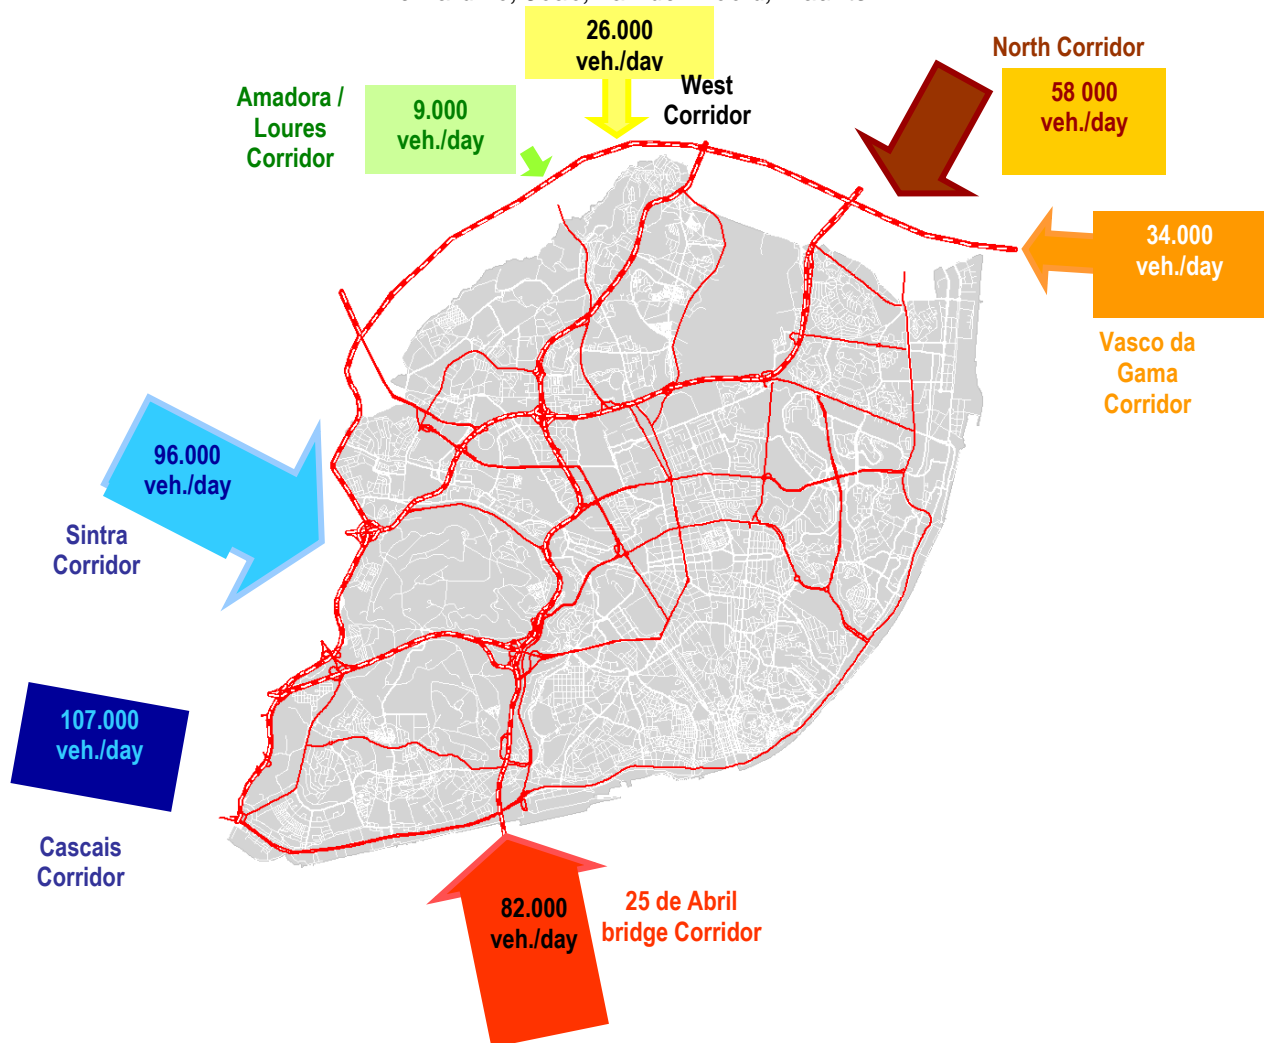 26.000
veh./day
West
Corridor
North Corridor
58 000
veh./day
Amadora /
Loures
Corridor
9.000
veh./day
34.000
veh./day
Vasco da
Gama
Corridor
96.000
veh./day
Sintra
Corridor
107.000
veh./day
Cascais
Corridor
82.000
veh./day
25 de Abril
bridge Corridor